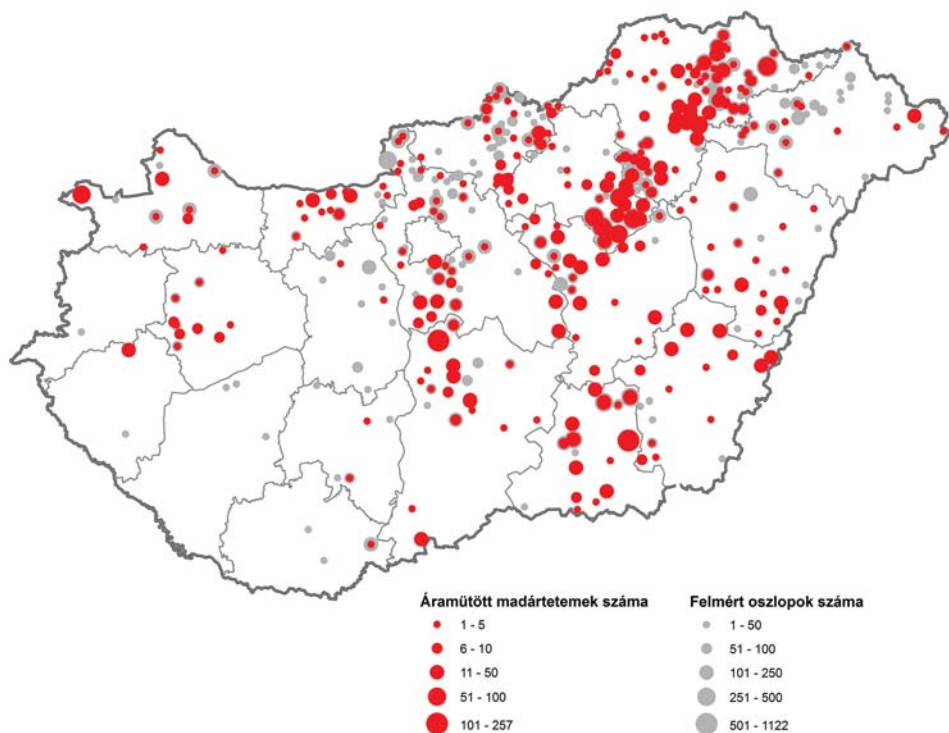 Áramütött madártetemek száma
1 - 5
6 - 10
11 - 50
51 - 100
101 - 257
Felmért oszlopok száma
1 - 50
51 - 100
101 - 250
251 - 500
501 - 1122